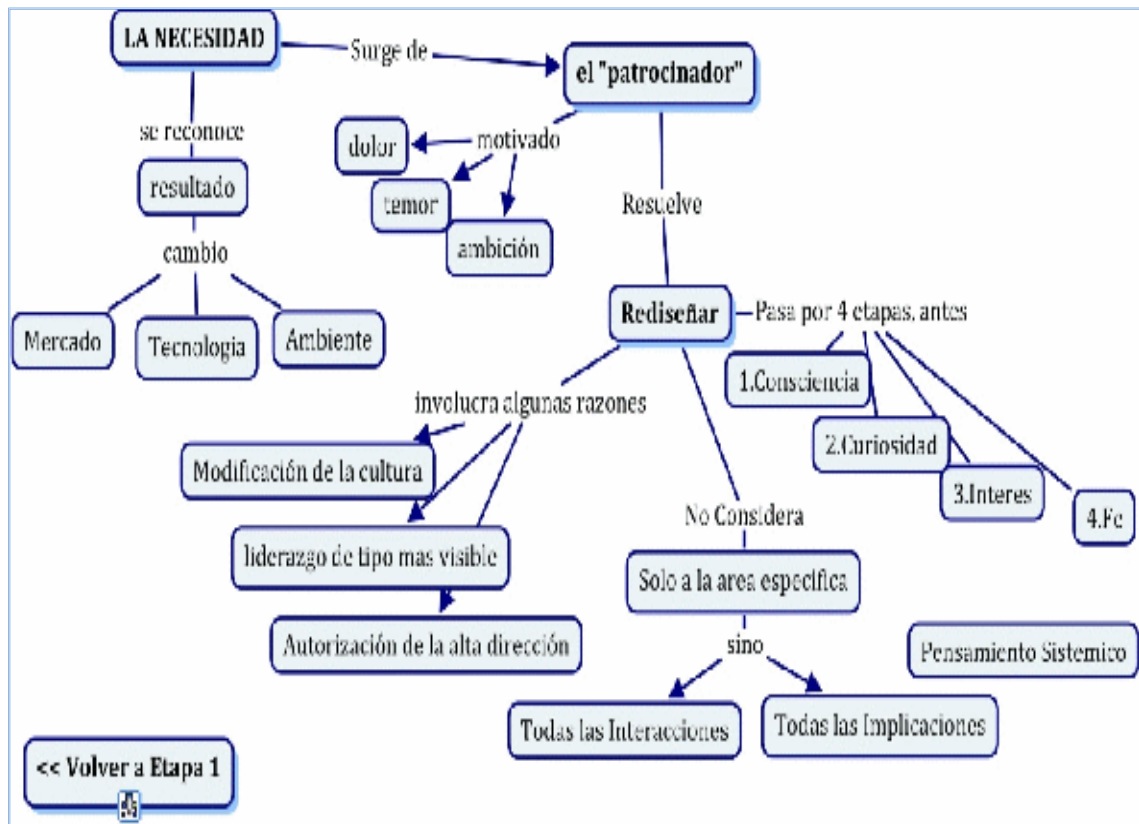 LA NECESIDAD
Surge de
el "patrocinador"
se reconoce
dolor
motivado
resultado
temor
Resuelve
ambición
cambio
Mercado
Tecnologia
Ambiente
Rediseñar
Pasa por 4 etapas, antes
1.Consciencia
involucra algunas razones
2.Curiosidad
Modificación de la cultura
3.Interes
4.Fe
No Considera
liderazgo de tipo mas visible
Solo a la area especifica
Autorización de la alta dirección
sino
Pensamiento Sistemico
Todas las Interacciones
Todas las Implicaciones
<< Volver a Etapa 1